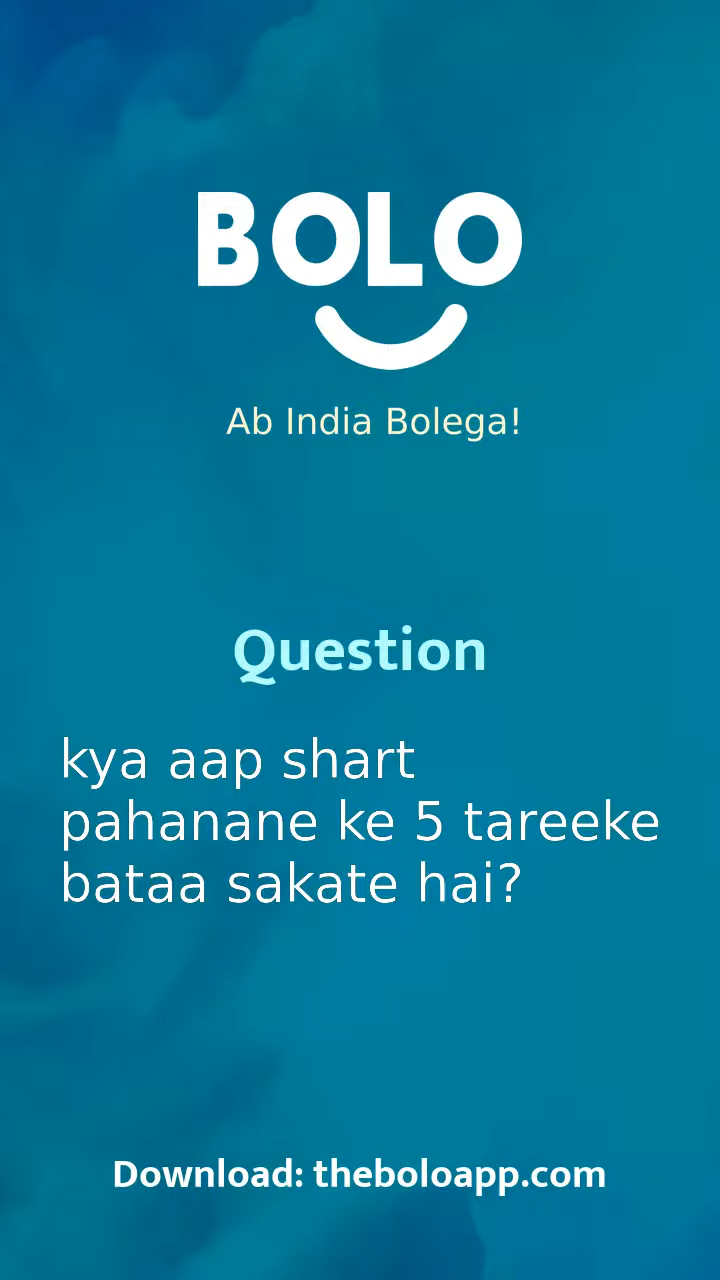 BOLO
Ab India Bolega!
Question
kya aap shart
pahanane ke 5 tareeke
bataa sakate hai?
Download: theboloapp.com